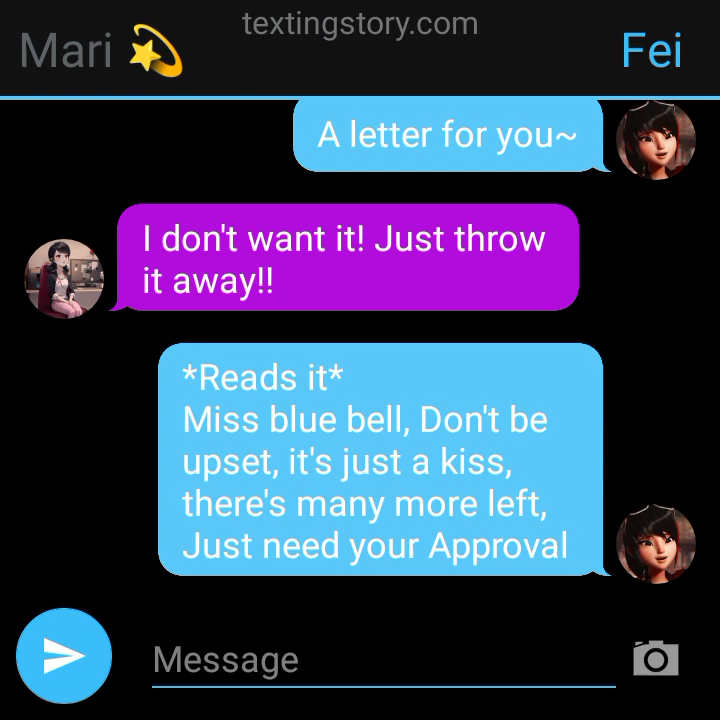 textingstory.com
Mari 💫
Fei
A letter for you~
I don't want it! Just throw
it away!!
*Reads it*
Miss blue bell, Don't be
upset, it's just a kiss,
there's many more left,
Just need your Approval
Message